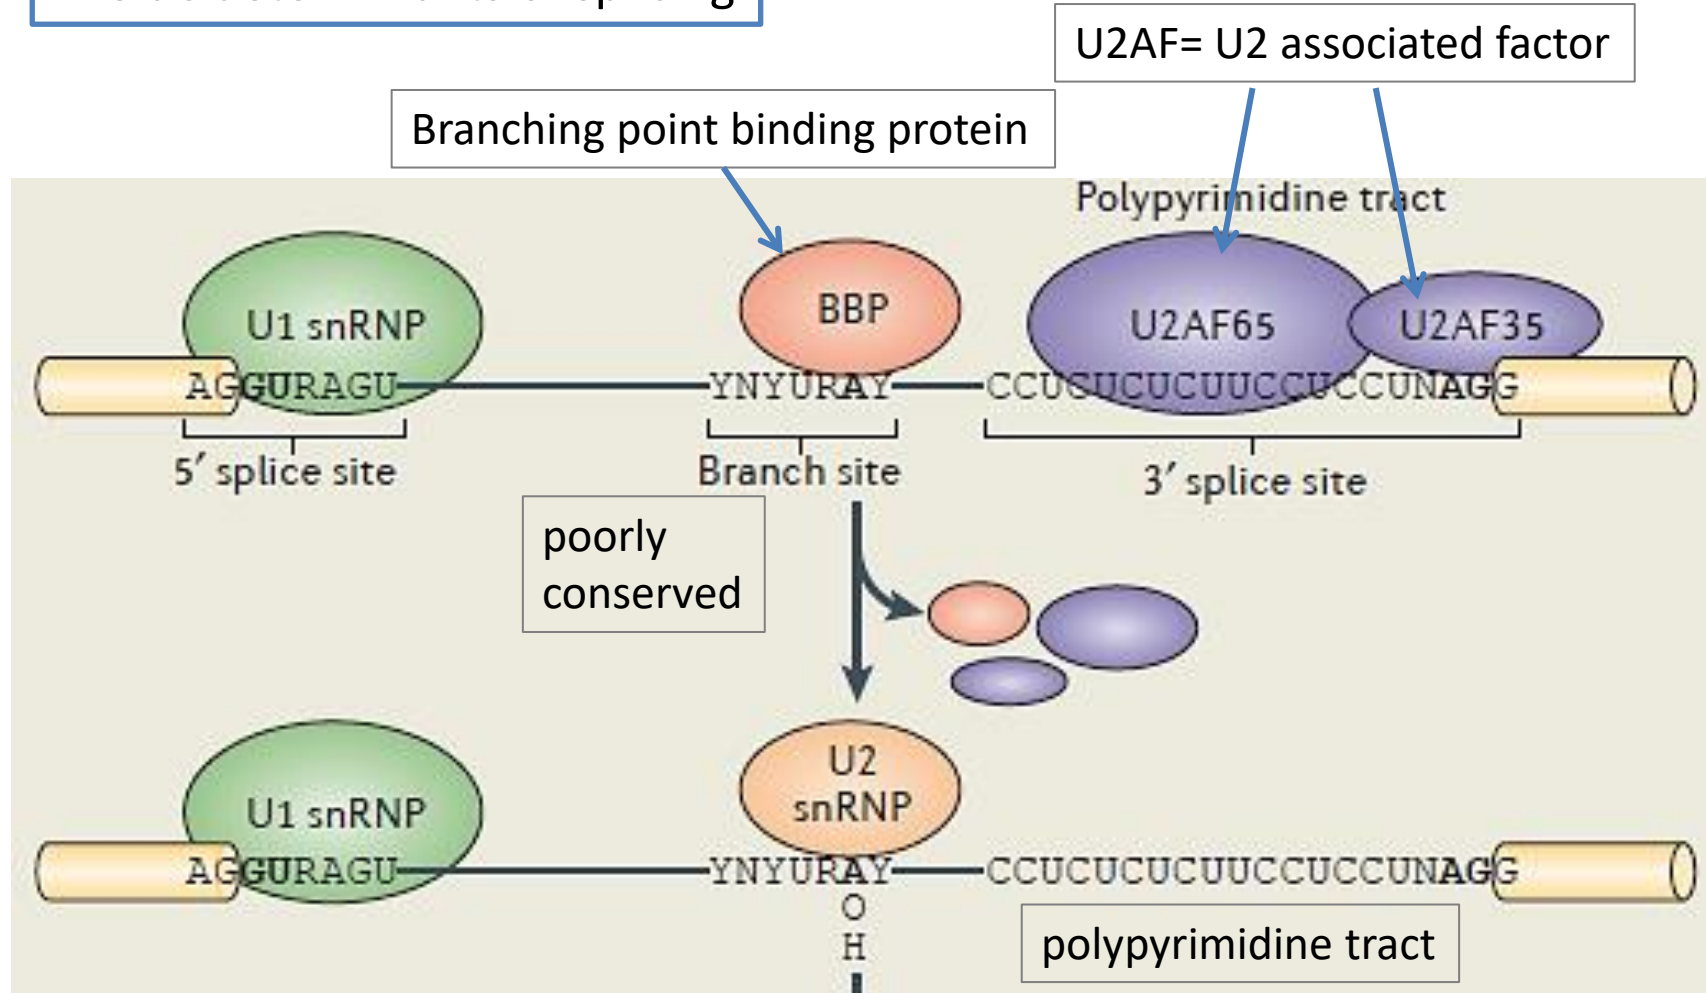 U2AF= U2 associated factor
Branching point binding protein
Polypyrimidine tract
U1 snRNP
BBP
U2AF65
U2AF35
AGGURAGU
YNYURAY
CCUCUCUCUUCCUCCUNAGG
5′ splice site
Branch site
3′ splice site
poorly
conserved
U1 snRNP
U2
snRNP
AGGURAGU
YNYURAY
CCUCUCUCUUCCUCCUNAGG
O
H
polypyrimidine tract